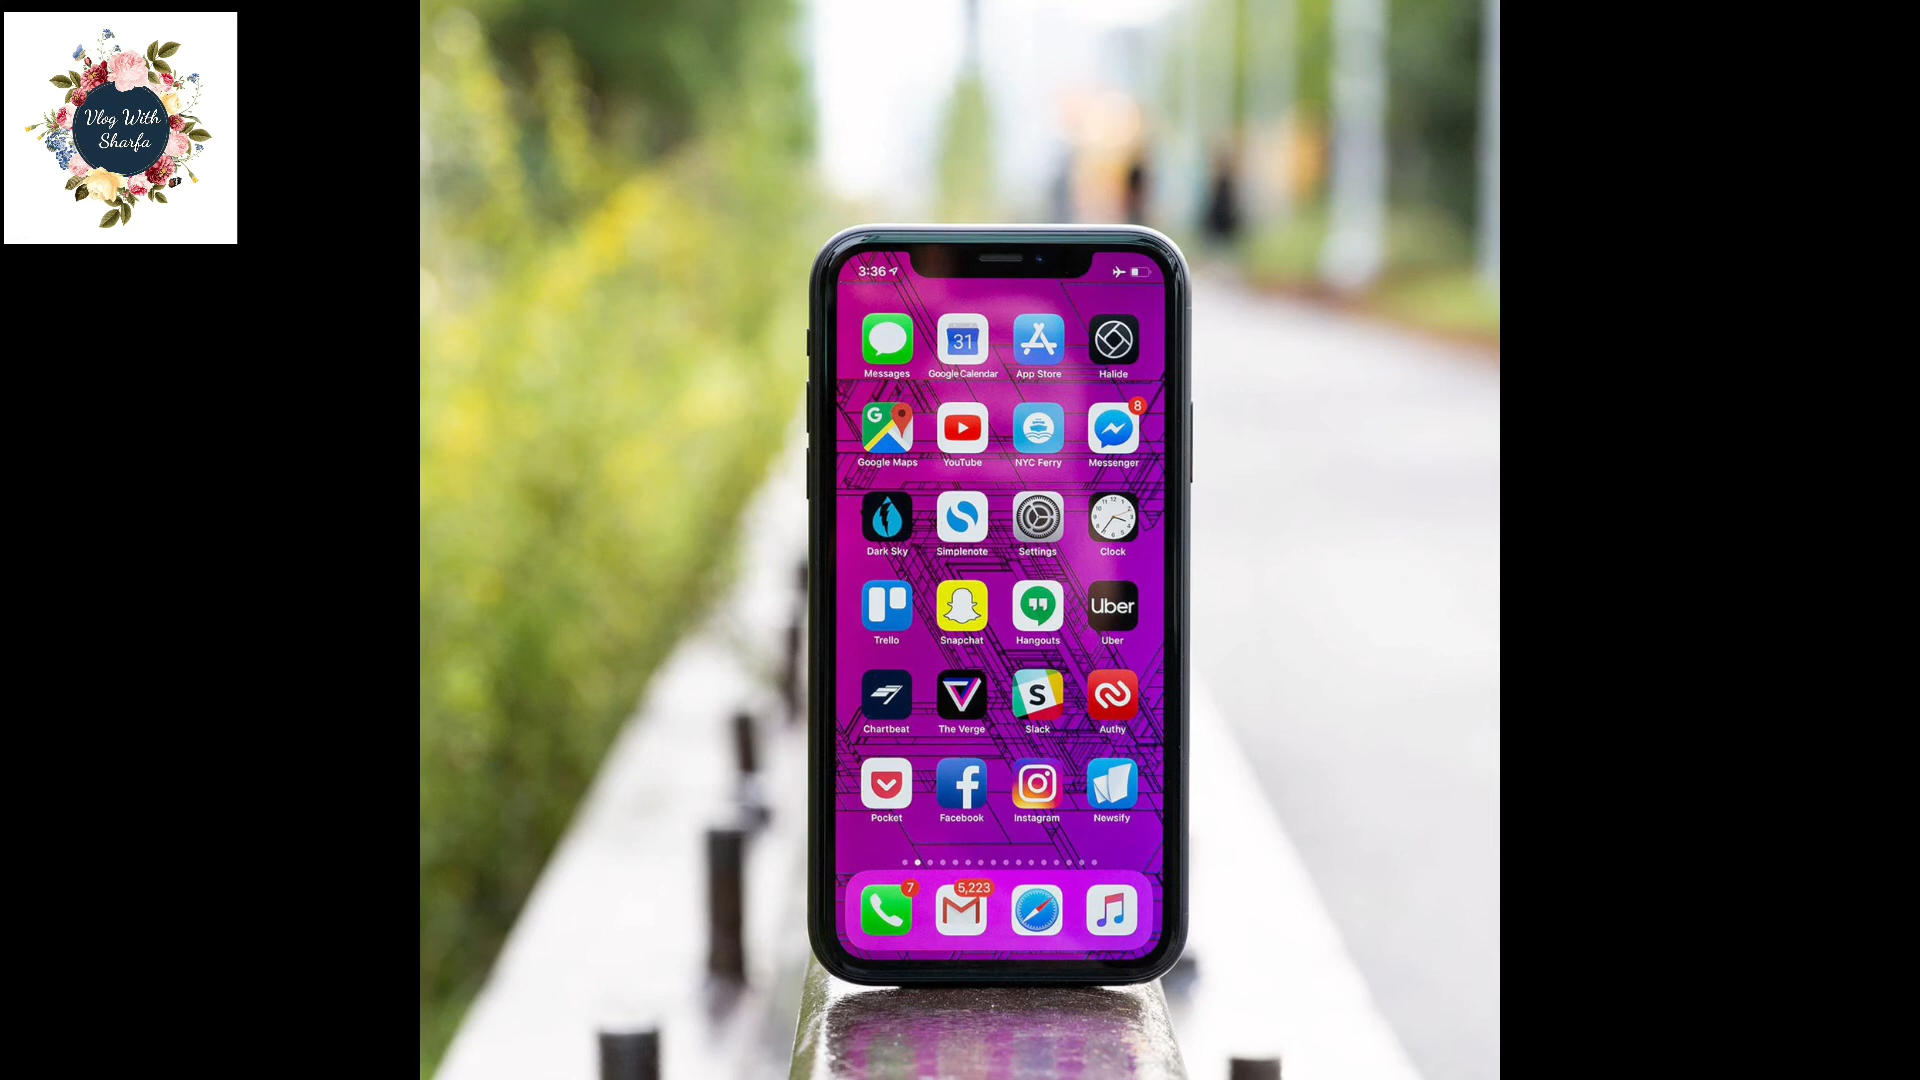 Vlog With
Sharfa
3:36
Messages
Google Calendar
App Store
Halide
31
Google Maps
YouTube
NYC Ferry
Messenger
G
8
Dark Sky
Simplenote
Settings
Clock
Trello
Snapchat
Hangouts
Uber
Uber
Chartbeat
The Verge
Slack
Authy
S
Pocket
Facebook
Instagram
Newsify
7
5,223